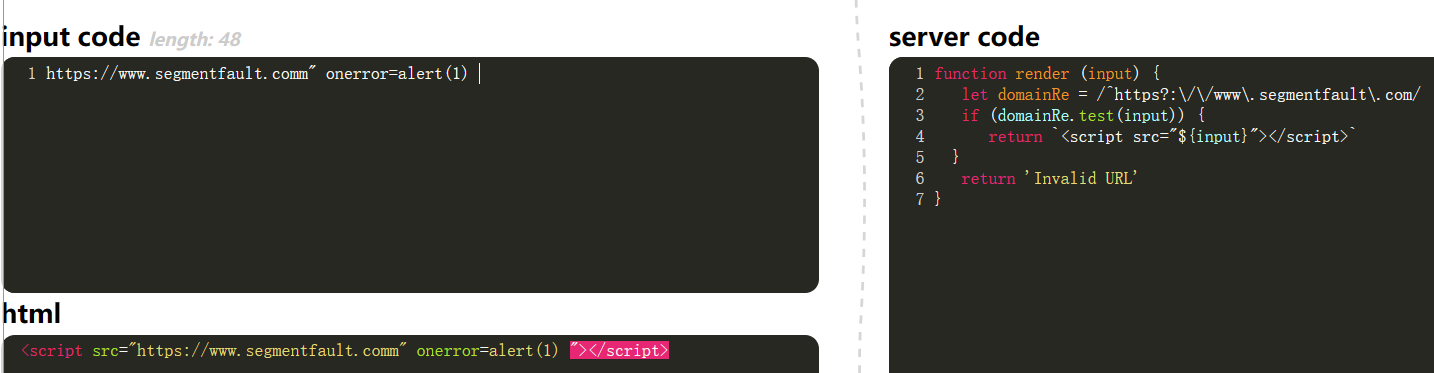 input code length: 48
1 https://www.segmentfault.comm" onerror=alert(1)
html
<script src="https://www.segmentfault.comm" onerror=alert(1) "></script>
server code
1 function render (input) {
2 let domainRe = /^https?:\/\/www\.segmentfault\.com/
3 if (domainRe.test(input)) {
4 return `<script src="${input}"></script>`
5 }
6 return 'Invalid URL'
7 }